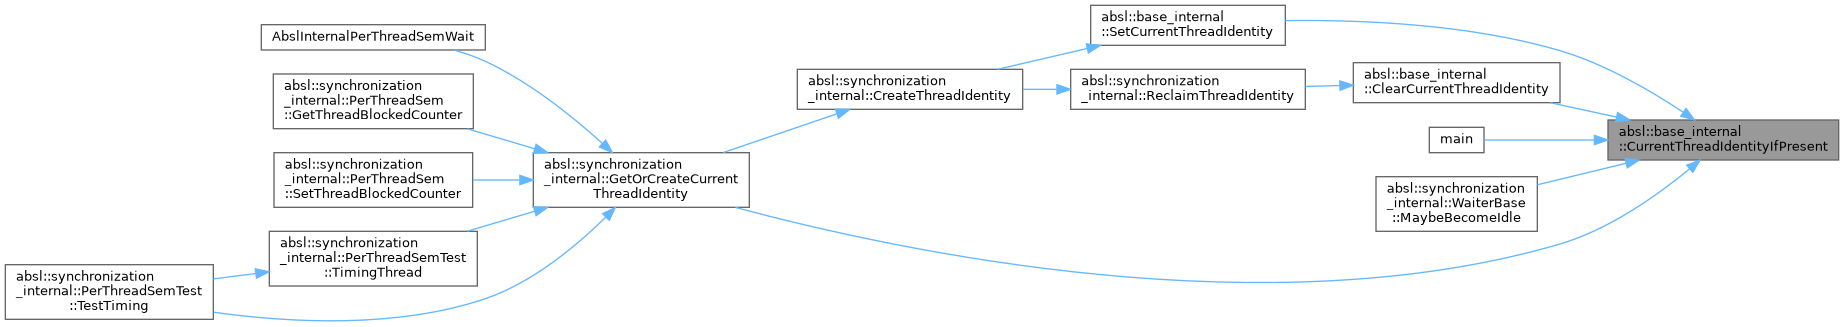 absl::base_internal
::SetCurrentThreadIdentity
AbslInternalPerThreadSemWait
absl::synchronization
_internal::PerThreadSem
::GetThreadBlockedCounter
absl::synchronization
_internal::CreateThreadIdentity
absl::synchronization
_internal::ReclaimThreadIdentity
absl::base_internal
::ClearCurrentThreadIdentity
absl::base_internal
::CurrentThreadIdentityIfPresent
main
absl::synchronization
_internal::PerThreadSem
::SetThreadBlockedCounter
absl::synchronization
_internal::GetOrCreateCurrent
ThreadIdentity
absl::synchronization
_internal::WaiterBase
::MaybeBecomeIdle
absl::synchronization
_internal::PerThreadSemTest
::TimingThread
absl::synchronization
_internal::PerThreadSemTest
::TestTiming